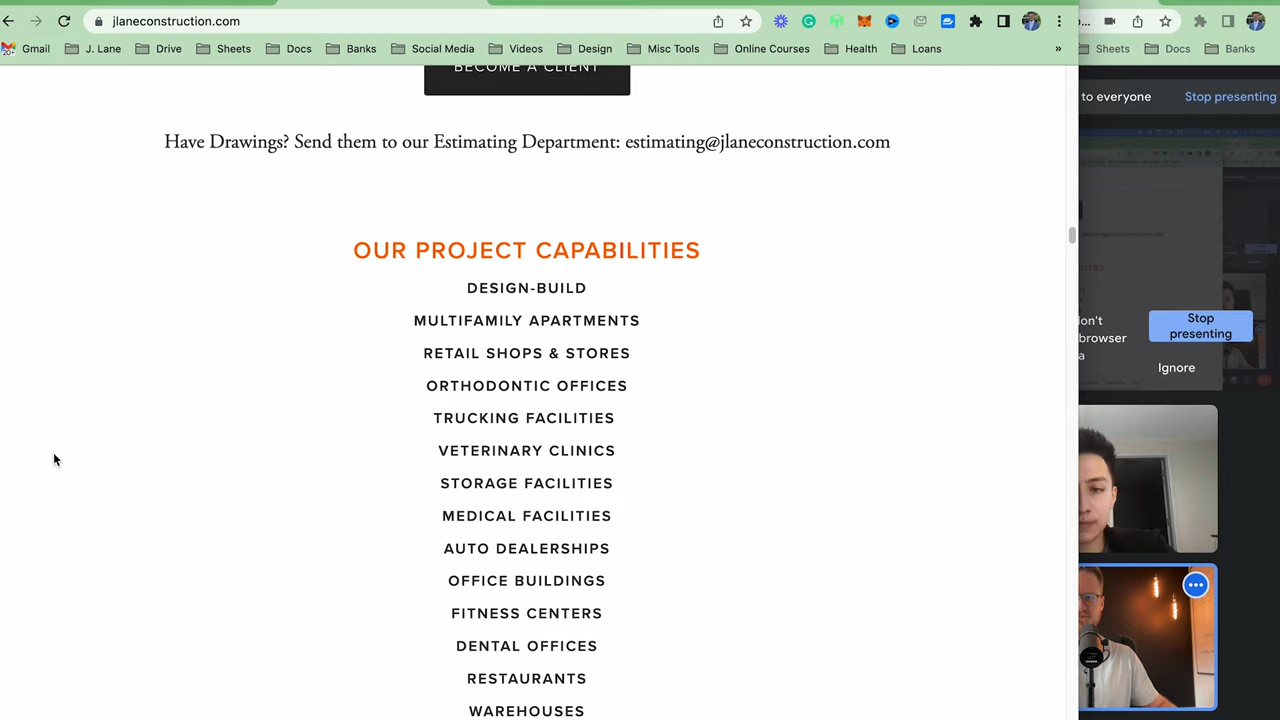 jlaneconstruction.com
p...
Gmail
20+
J. Lane
Drive
Sheets
Docs
Banks
Social Media
Videos
Design
Misc Tools
Online Courses
Health
Loans
»
Sheets
Docs
Banks
BECOME A CLIENT
to everyone
Stop presenting
Have Drawings? Send them to our Estimating Department: estimating@jlaneconstruction.com
OUR PROJECT CAPABILITIES
DESIGN-BUILD
MULTIFAMILY APARTMENTS
RETAIL SHOPS & STORES
ORTHODONTIC OFFICES
TRUCKING FACILITIES
VETERINARY CLINICS
STORAGE FACILITIES
MEDICAL FACILITIES
AUTO DEALERSHIPS
OFFICE BUILDINGS
FITNESS CENTERS
DENTAL OFFICES
RESTAURANTS
WAREHOUSES
on't
browser
a
Stop
presenting
Ignore